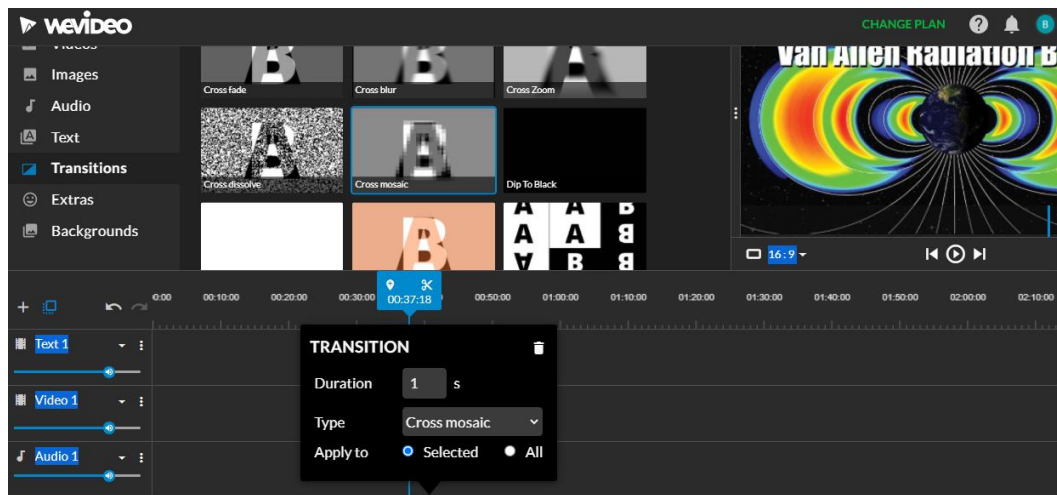 WeVideo
CHANGE PLAN
?
B
Videos
Images
Audio
Text
Transitions
Extras
Backgrounds
Cross fade
Cross blur
Cross Zoom
Cross dissolve
Cross mosaic
Dip To Black
Van Allen Radiation B
16:9
0:00
00:10:00
00:20:00
00:30:00
00:37:18
00:50:00
01:00:00
01:10:00
01:20:00
01:30:00
01:40:00
01:50:00
02:00:00
02:10:00
Text 1
Video 1
Audio 1
TRANSITION
Duration 1 s
Type Cross mosaic
Apply to Selected All